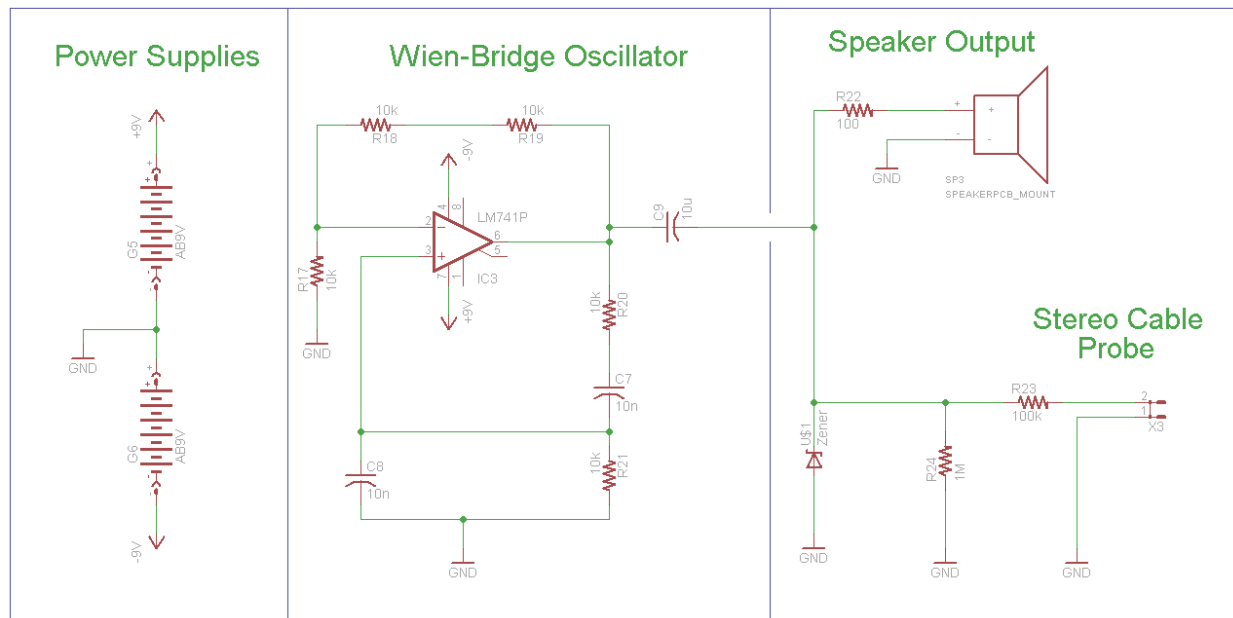 Power Supplies
+9V
+
+
G5
AB9V
-
-
GND
+
+
G6
AB9V
-
-
-9V
Wien-Bridge Oscillator
10k
R18
10k
R19
-9V
4
8
LM741P
2
-
6
3
+
5
7
1
IC3
+9V
R17
10k
GND
C9
10u
10k
R20
C7
10n
C8
10n
10k
R21
GND
Speaker Output
R22
100
+
+
-
-
GND
SP3
SPEAKERPCB_MOUNT
Stereo Cable
Probe
R23
100k
2
1
X3
U$1
Zener
R24
1M
GND
GND
GND